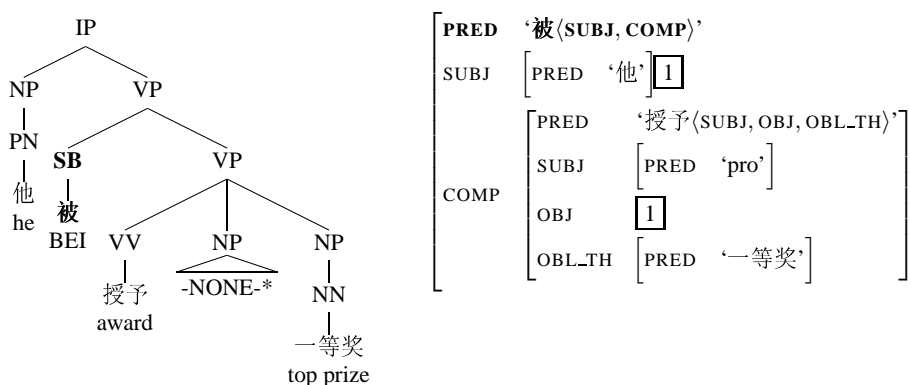 IP
NP VP
PN SB VP
他 被 VV NP NP
he BEI 授予 -NONE-* NN
award 一等奖
top prize
PRED ‘被⟨SUBJ, COMP⟩’
SUBJ [PRED ‘他’] 1
COMP
PRED ‘授予⟨SUBJ, OBJ, OBL_TH⟩’
SUBJ [PRED ‘pro’]
OBJ 1
OBL_TH [PRED ‘一等奖’]